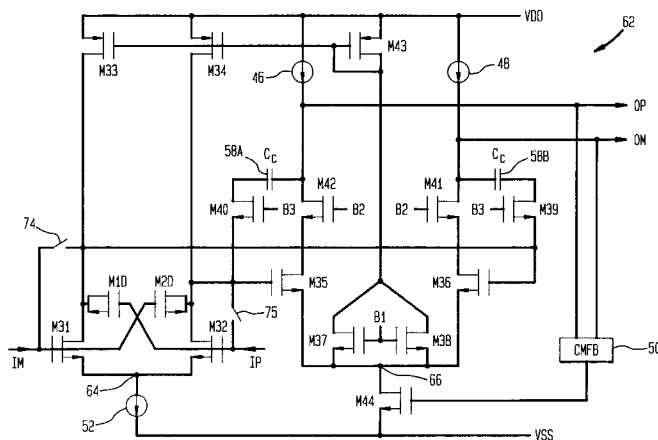 VDD
62
M33
M34
M43
46
48
OP
OM
58A
CC
CC
58B
M40
B3
M42
B2
M41
B2
B3
M39
74
M1D
M2D
M35
M36
75
M31
M32
M37
B1
M38
IM
IP
64
66
CMFB
50
52
M44
VSS